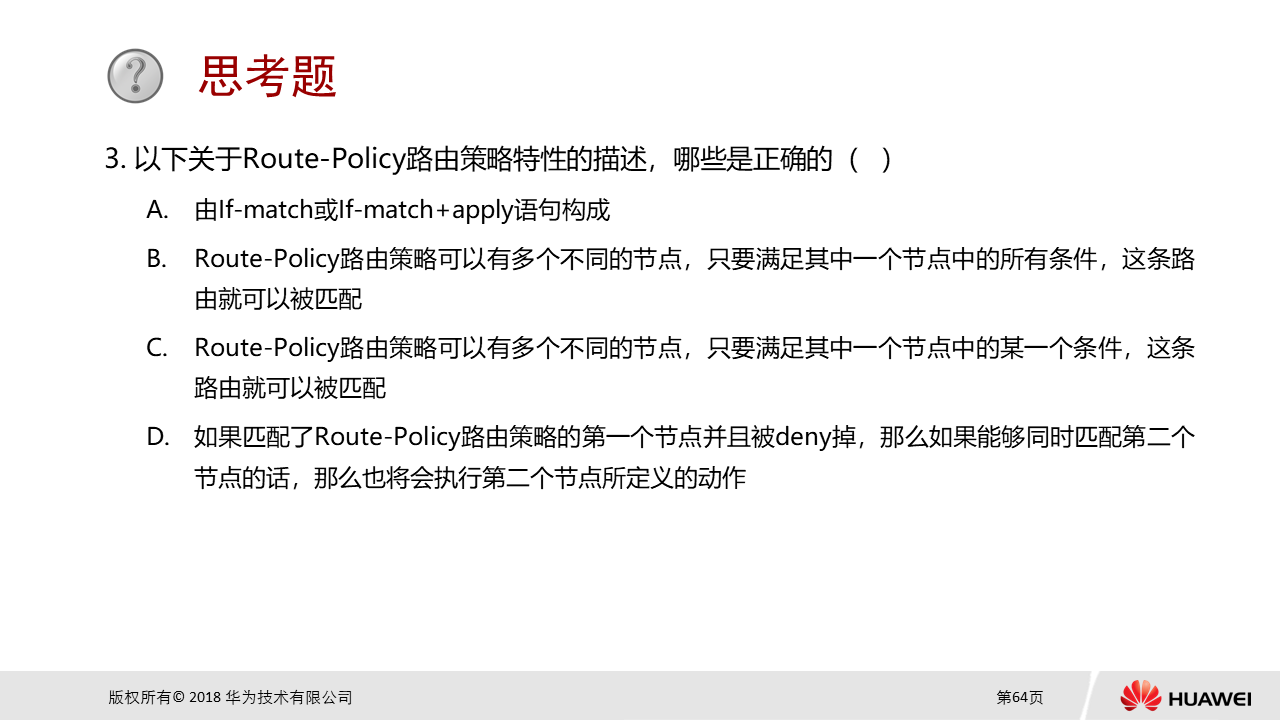 思考题
3. 以下关于Route-Policy路由策略特性的描述，哪些是正确的（ ）
A. 由If-match或If-match+apply语句构成
B. Route-Policy路由策略可以有多个不同的节点，只要满足其中一个节点中的所有条件，这条路
由就可以被匹配
C. Route-Policy路由策略可以有多个不同的节点，只要满足其中一个节点中的某一个条件，这条
路由就可以被匹配
D. 如果匹配了Route-Policy路由策略的第一个节点并且被deny掉，那么如果能够同时匹配第二个
节点的话，那么也将会执行第二个节点所定义的动作
版权所有© 2018 华为技术有限公司
第64页
HUAWEI